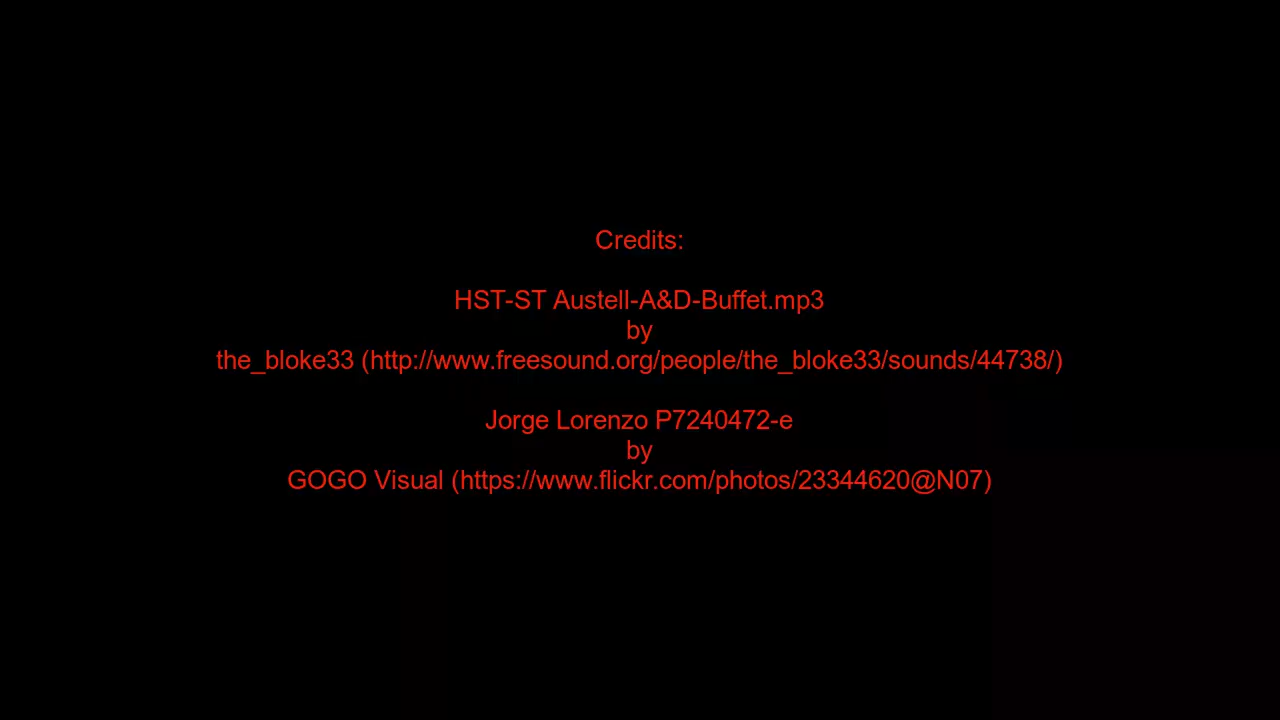 Credits:
HST-ST Austell-A&D-Buffet.mp3
by
the_bloke33 (http://www.freesound.org/people/the_bloke33/sounds/44738/)
Jorge Lorenzo P7240472-e
by
GOGO Visual (https://www.flickr.com/photos/23344620@N07)